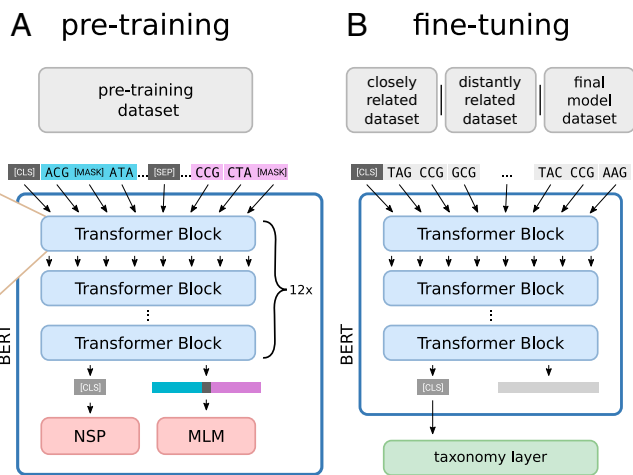 A pre-training
pre-training
dataset
[CLS] ACG [MASK] ATA ... [SEP] ... CCG CTA [MASK]
Transformer Block
Transformer Block
12x
⋮
Transformer Block
BERT
[CLS]
NSP
MLM
B fine-tuning
closely
related
dataset
distantly
related
dataset
final
model
dataset
[CLS] TAG CCG GCG ... TAC CCG AAG
Transformer Block
Transformer Block
⋮
Transformer Block
BERT
[CLS]
taxonomy layer